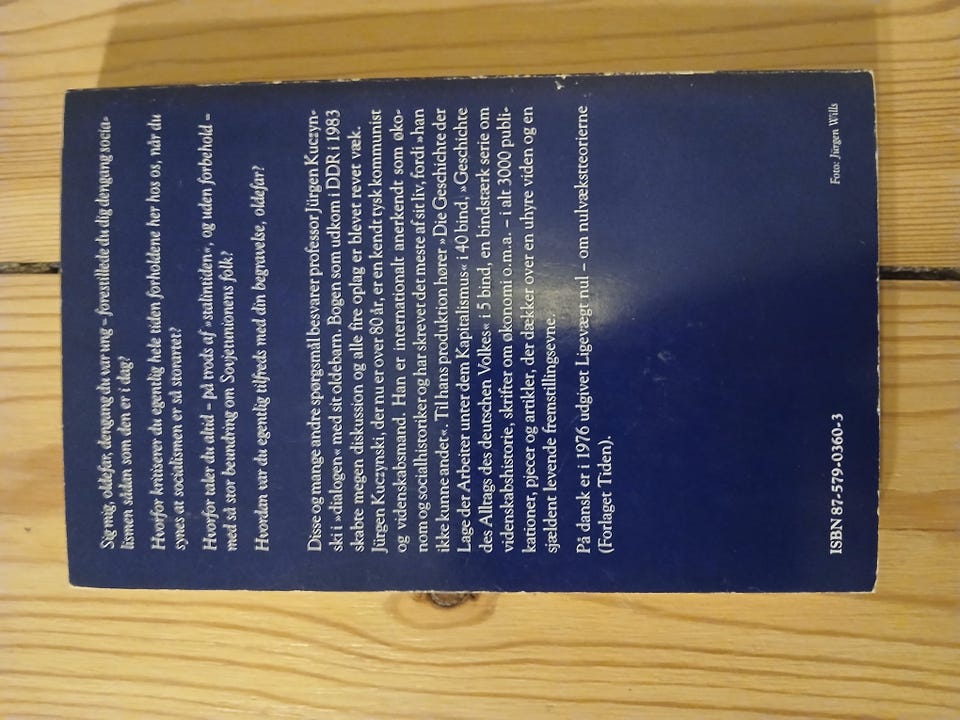 Sig mig, oldefar, dengang du var ung – forestillede du dig dengang socia-
lismen sådan som den er i dag?
Hvorfor kritiserer du egentlig hele tiden forholdene her hos os, når du
synes at socialismen er så stoartet?
Hvorfor taler du altid – på trods af »stalintiden«, og uden forbehold –
med så stor beundring om Sovjetunionens folk?
Hvordan var du egentlig tilfreds med din begravelse, oldefar?
Disse og mange andre spørgsmål besvarer professor Jürgen Kuczyn-
ski i »dialogen« med sit oldebarn. Bogen som udkom i DDR i 1983
skabte megen diskussion og alle fire oplag er blevet revet væk.
Jürgen Kuczynski, der nu er over 80 år, er en kendt tysk kommunist
og videnskabsmand. Han er internationalt anerkendt som øko-
nom og socialhistoriker og har skrevet det meste af sit liv, fordi »han
ikke kunne andet«. Til hans produktion hører »Die Geschichte der
Lage der Arbeiter unter dem Kapitalismus« i 40 bind, »Geschichte
des Alltags des deutschen Volkes« i 5 bind, en bindstærk serie om
videnskabshistorie, skrifter om økonomi o.m.a. – i alt 3000 publi-
kationer, pjecer og artikler, der dækker over en uhyre viden og en
sjældent levende fremstillingsevne.
På dansk er i 1976 udgivet Ligevægt nul – om nulvækstteorierne
(Forlaget Tiden).
ISBN 87-579-0360-3
Foto: Jürgen Wills